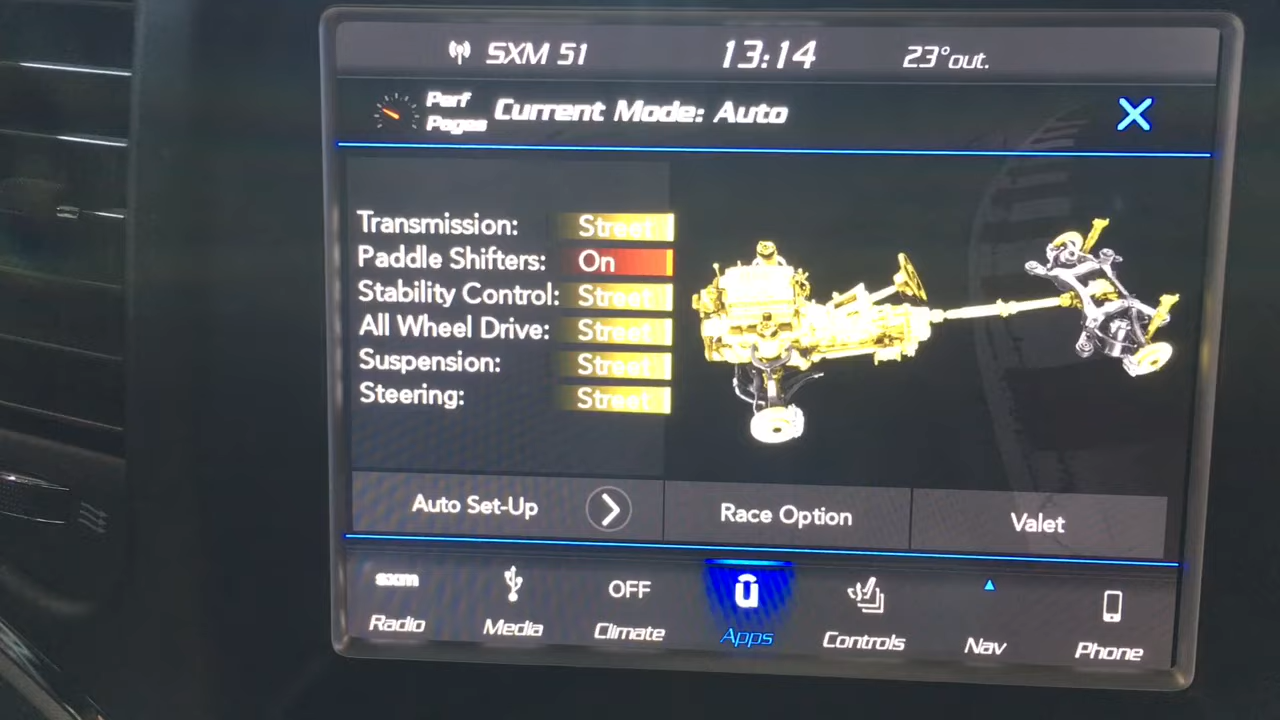 SXM 51 13:14 23°out.
Perf Pages Current Mode: Auto
Transmission: Street
Paddle Shifters: On
Stability Control: Street
All Wheel Drive: Street
Suspension: Street
Steering: Street
Auto Set-Up Race Option Valet
sxm OFF
Radio Media Climate Apps Controls Nav Phone